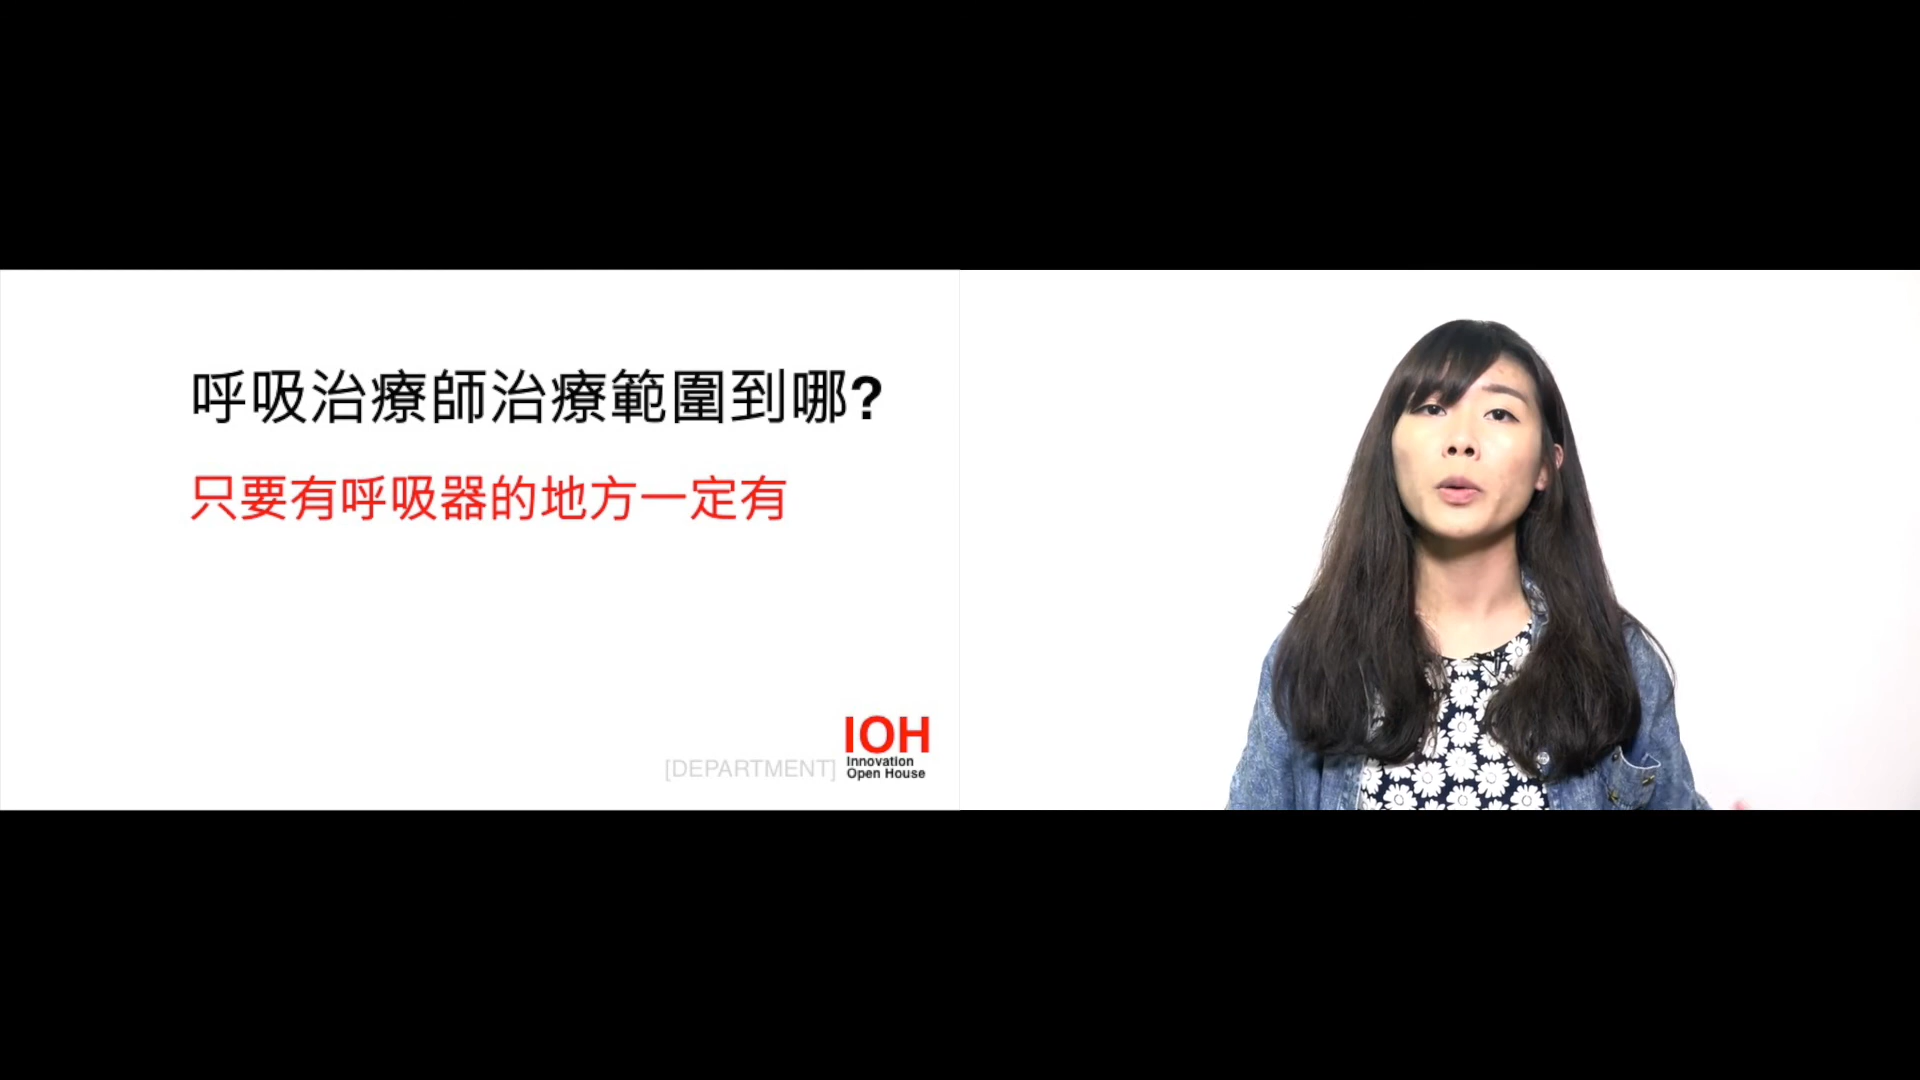 呼吸治療師治療範圍到哪?
只要有呼吸器的地方一定有
[DEPARTMENT]
IOH
Innovation
Open House